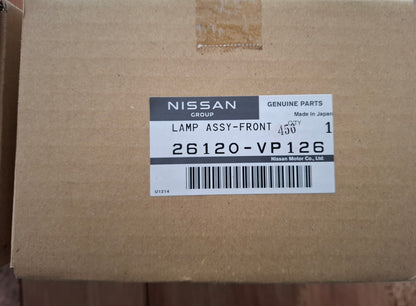 NISSAN
GROUP
GENUINE PARTS
Made in Japan
LAMP ASSY-FRONT
QTY
450
1
26120-VP126
Nissan Motor Co., Ltd.
U1214